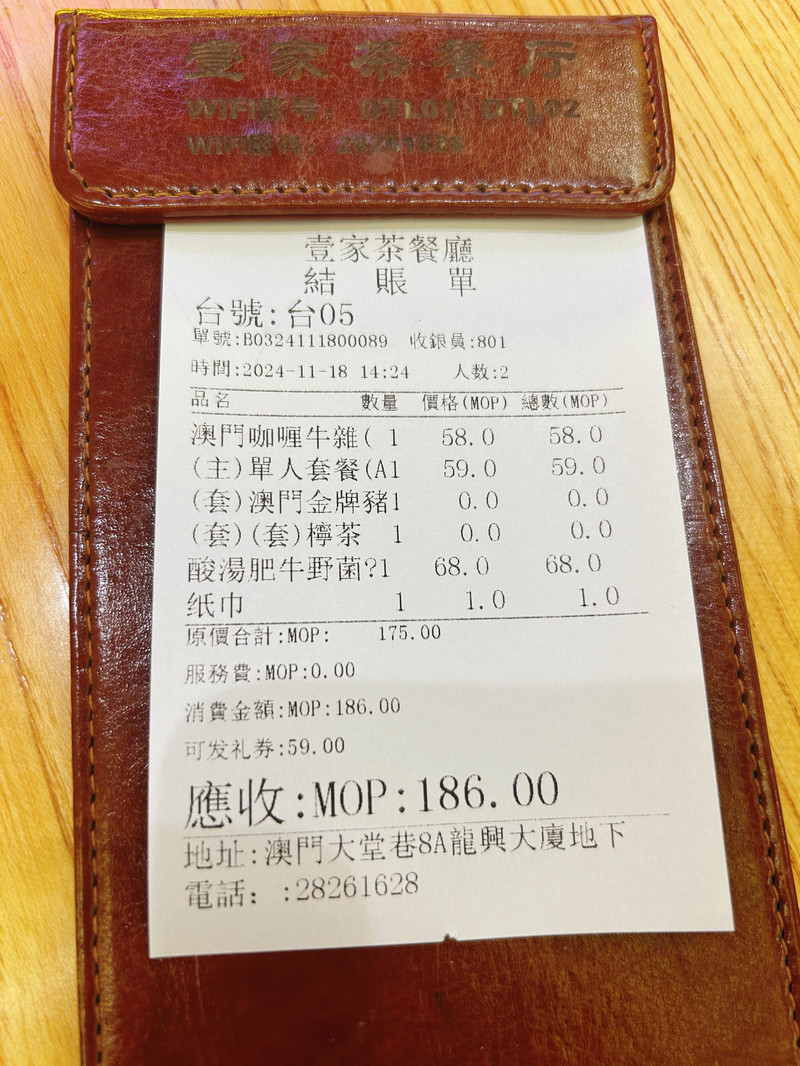 壹家茶餐厅
WIFI账号: DTL01 DTL02
WIFI密码: 28261628
壹家茶餐廳
結 賬 單
台號:台05
單號:B0324111800089 收銀員:801
時間:2024-11-18 14:24 人数:2
品名 數量 價格(MOP) 總數(MOP)
澳門咖喱牛雜( 1 58.0 58.0
(主)單人套餐(A1 59.0 59.0
(套)澳門金牌豬1 0.0 0.0
(套)(套)檸茶 1 0.0 0.0
酸湯肥牛野菌?1 68.0 68.0
纸巾 1 1.0 1.0
原價合計:MOP: 175.00
服務費:MOP:0.00
消費金額:MOP:186.00
可发礼券:59.00
應收:MOP:186.00
地址:澳門大堂巷8A龍興大廈地下
電話: :28261628